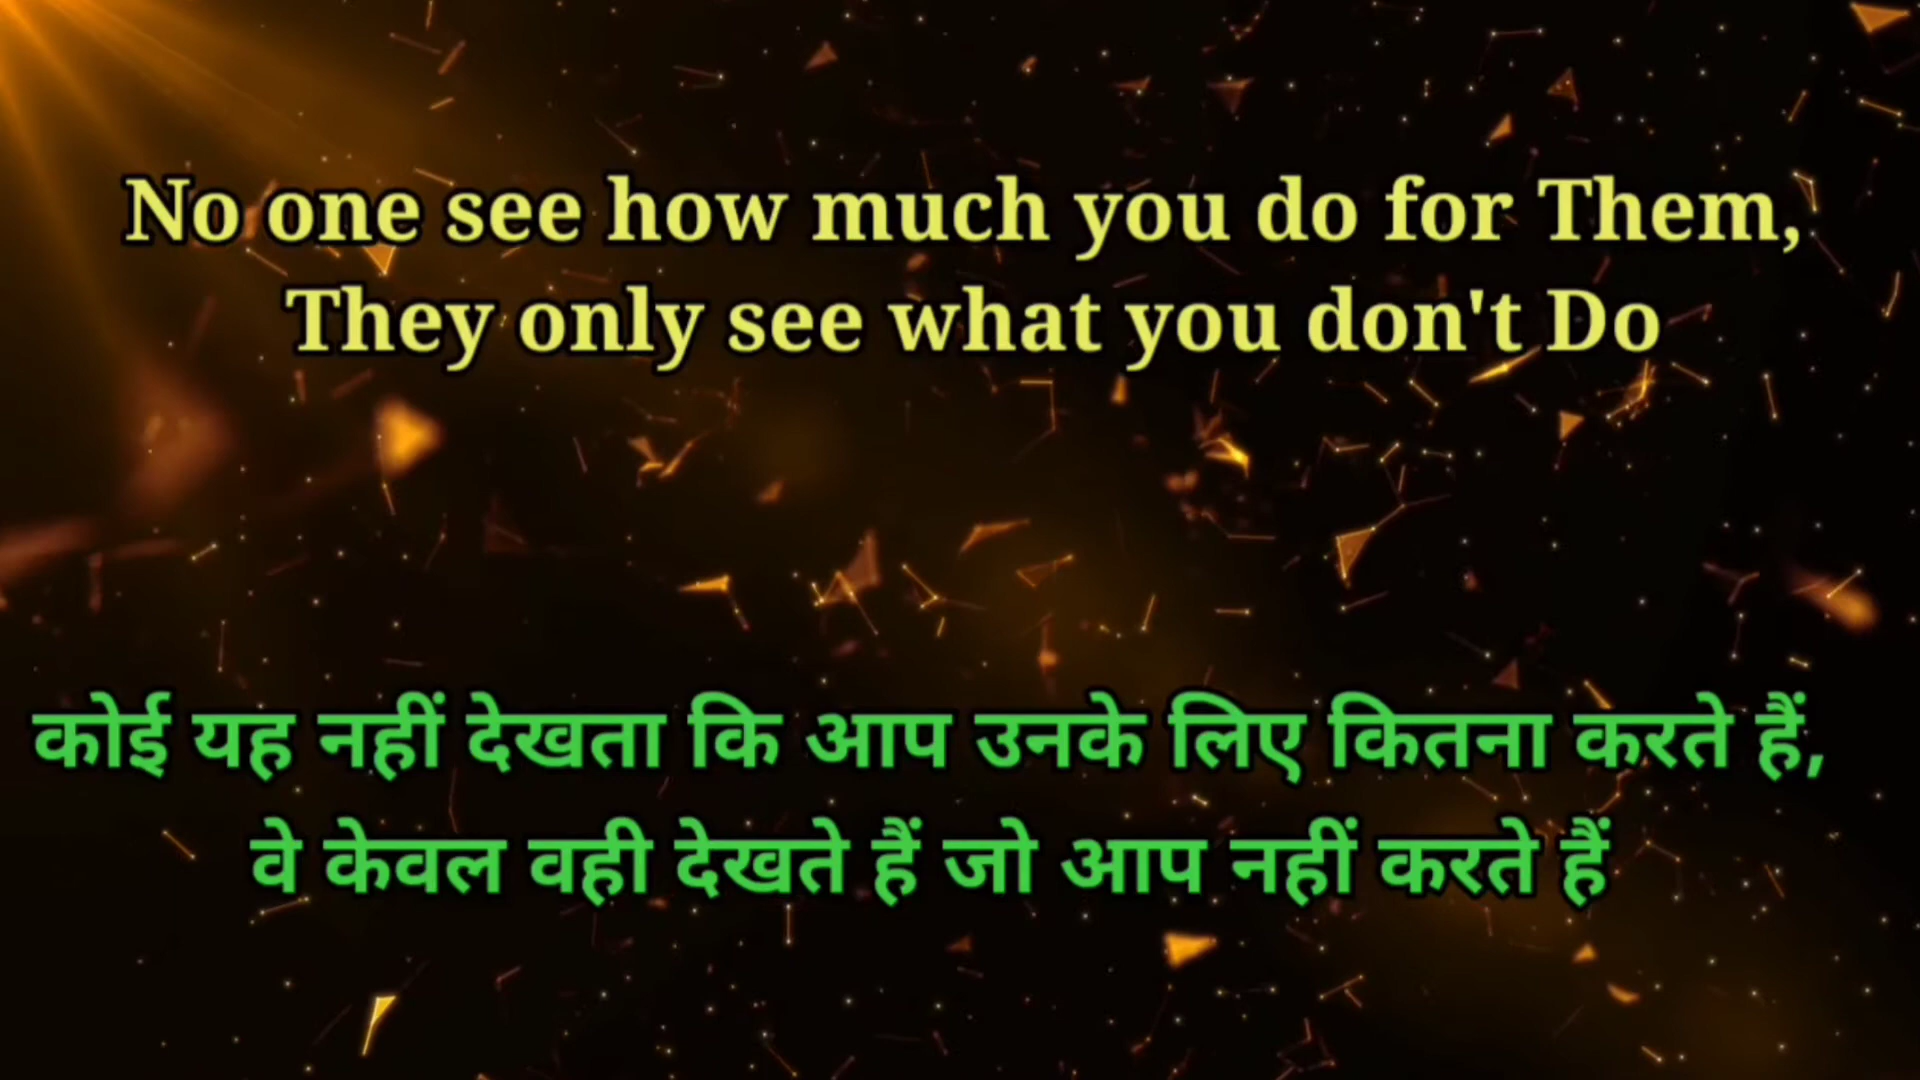 No one see how much you do for Them,
They only see what you don't Do
कोई यह नहीं देखता कि आप उनके लिए कितना करते हैं,
वे केवल वही देखते हैं जो आप नहीं करते हैं